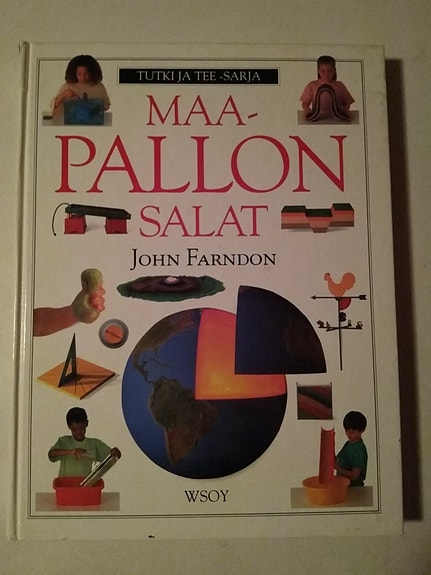 TUTKI JA TEE -SARJA
MAA-
PALLON
SALAT
JOHN FARNDON
WSOY